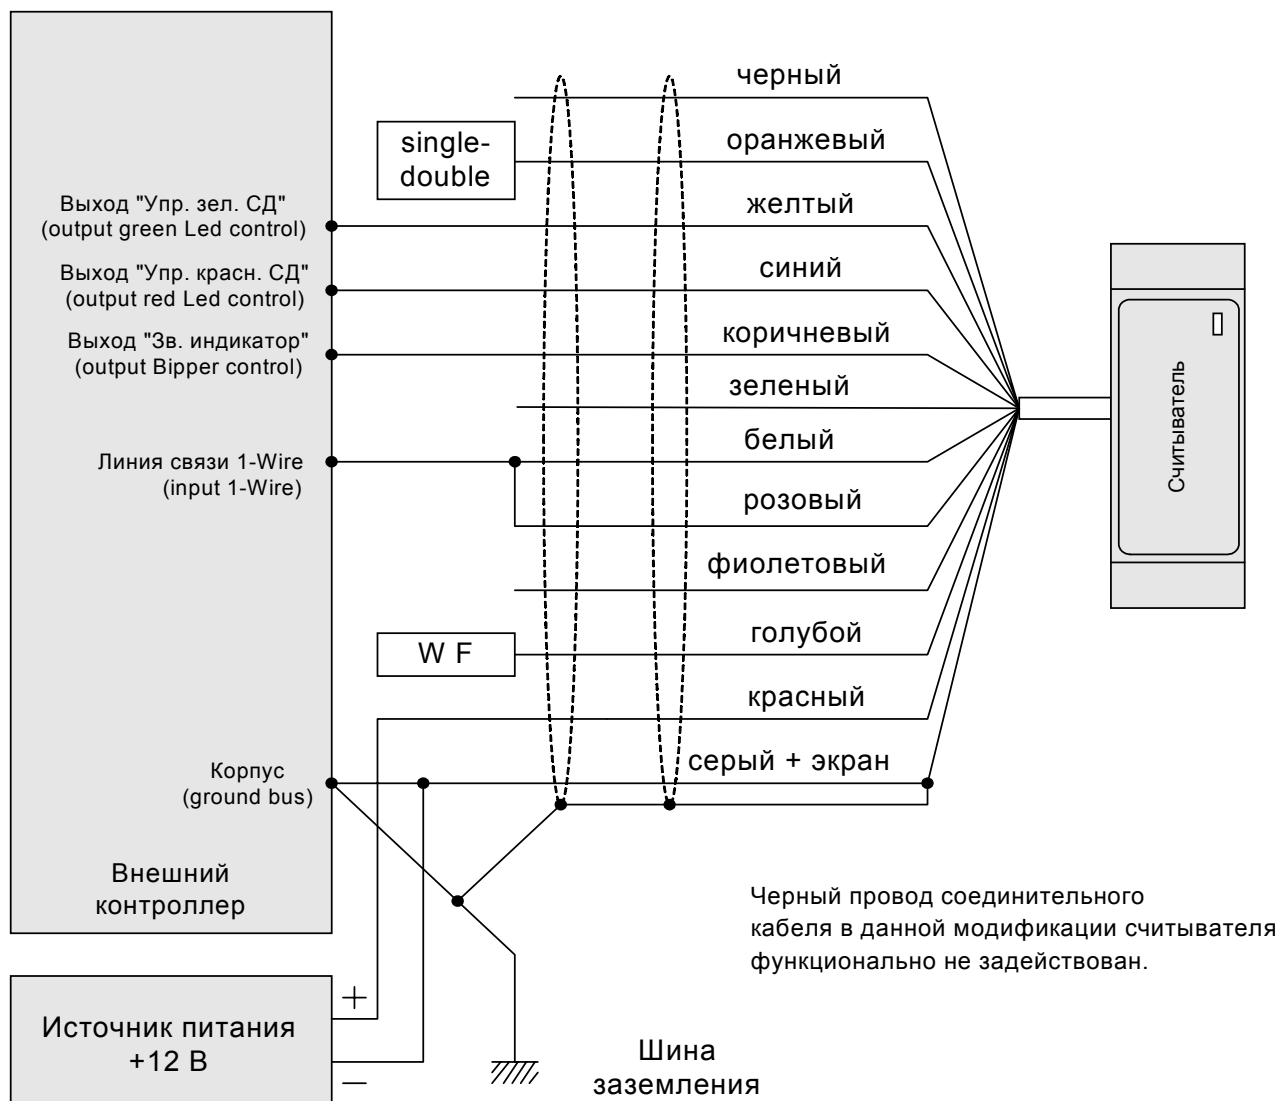 черный
single-
double
оранжевый
Выход "Упр. зел. СД"
(output green Led control)
желтый
Выход "Упр. красн. СД"
(output red Led control)
синий
Выход "Зв. индикатор"
(output Bipper control)
коричневый
зеленый
Линия связи 1-Wire
(input 1-Wire)
белый
розовый
фиолетовый
W F
голубой
красный
Корпус
(ground bus)
серый + экран
Считыватель
Внешний
контроллер
Черный провод соединительного
кабеля в данной модификации считывателя
функционально не задействован.
Источник питания
+12 В
+
—
Шина
заземления